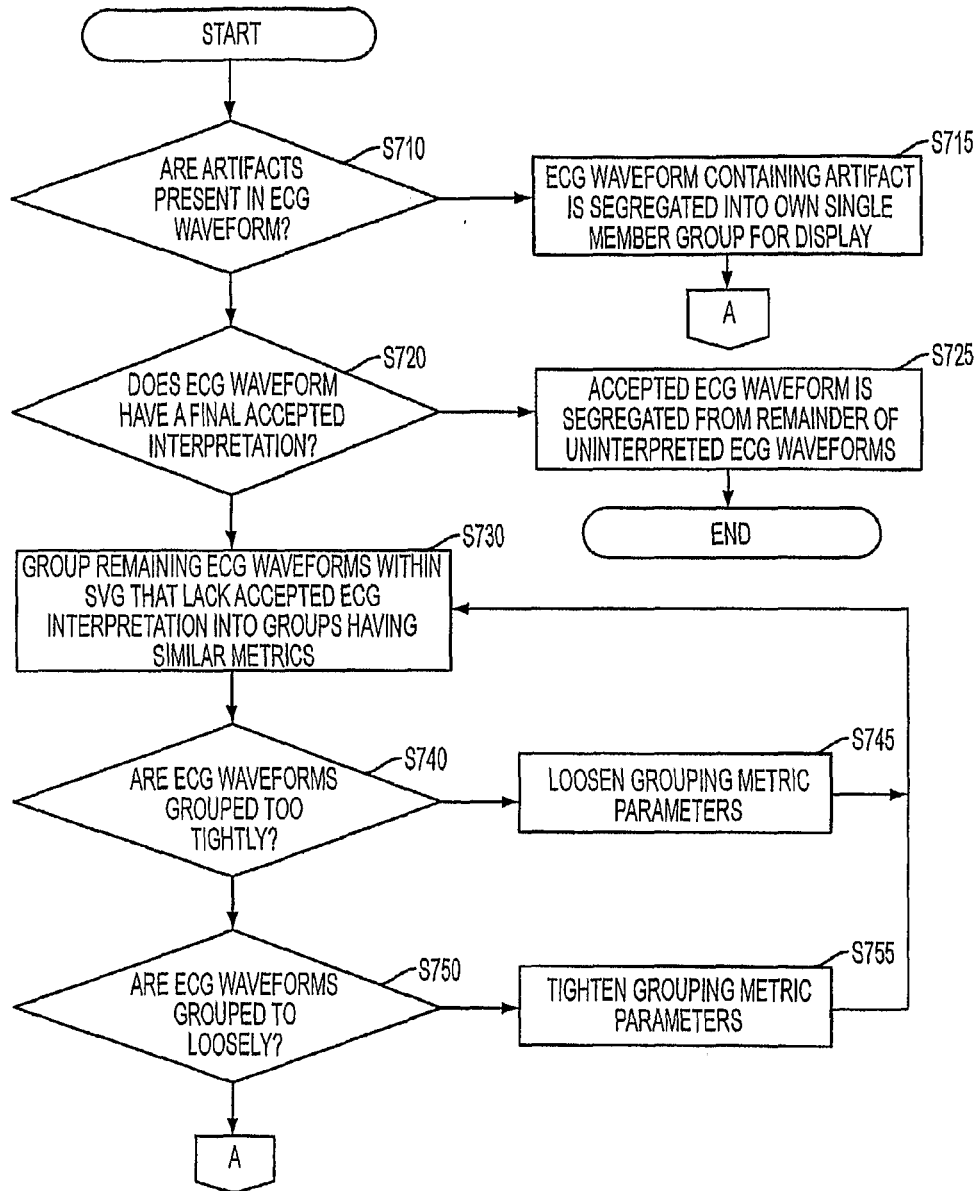 START
S710
ARE ARTIFACTS
PRESENT IN ECG
WAVEFORM?
S715
ECG WAVEFORM CONTAINING ARTIFACT
IS SEGREGATED INTO OWN SINGLE
MEMBER GROUP FOR DISPLAY
A
S720
DOES ECG WAVEFORM
HAVE A FINAL ACCEPTED
INTERPRETATION?
S725
ACCEPTED ECG WAVEFORM IS
SEGREGATED FROM REMAINDER OF
UNINTERPRETED ECG WAVEFORMS
END
S730
GROUP REMAINING ECG WAVEFORMS WITHIN
SVG THAT LACK ACCEPTED ECG
INTERPRETATION INTO GROUPS HAVING
SIMILAR METRICS
S740
ARE ECG WAVEFORMS
GROUPED TOO
TIGHTLY?
S745
LOOSEN GROUPING METRIC
PARAMETERS
S750
ARE ECG WAVEFORMS
GROUPED TO
LOOSELY?
S755
TIGHTEN GROUPING METRIC
PARAMETERS
A